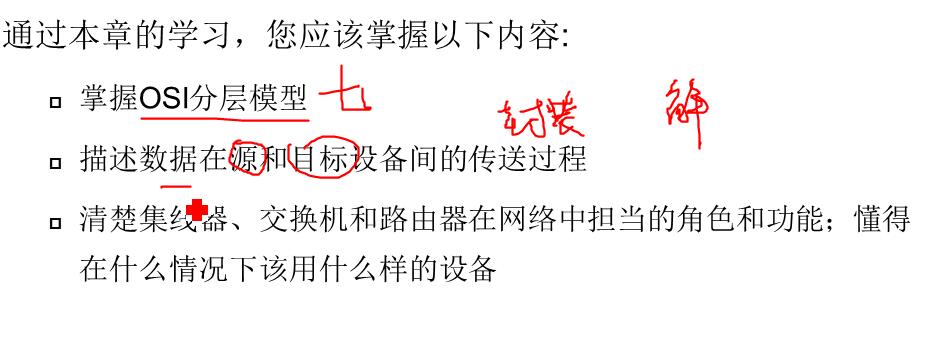 通过本章的学习，您应该掌握以下内容:
掌握OSI分层模型 七
封装 解
描述数据在源和目标设备间的传送过程
清楚集线器、交换机和路由器在网络中担当的角色和功能；懂得
在什么情况下该用什么样的设备